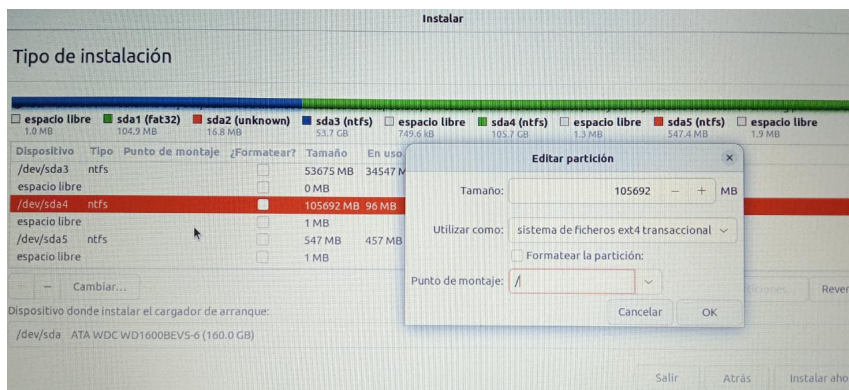 Instalar
Tipo de instalación
espacio libre sda1 (fat32) sda2 (unknown) sda3 (ntfs) espacio libre sda4 (ntfs) espacio libre sda5 (ntfs) espacio libre
1.0 MB 104.9 MB 16.8 MB 53.7 GB 749.6 kB 105.7 GB 1.3 MB 547.4 MB 1.9 MB
Dispositivo Tipo Punto de montaje ¿Formatear? Tamaño En uso
/dev/sda3 ntfs 53675 MB 34547 M
espacio libre 0 MB
/dev/sda4 ntfs 105692 MB 96 MB
espacio libre 1 MB
/dev/sda5 ntfs 547 MB 457 MB
espacio libre 1 MB
Editar partición
Tamaño: 105692 − + MB
Utilizar como: sistema de ficheros ext4 transaccional
Formatear la partición:
Punto de montaje: /
Cancelar OK
+ − Cambiar... Rever
Dispositivo donde instalar el cargador de arranque:
/dev/sda ATA WDC WD1600BEVS-6 (160.0 GB)
Salir Atrás Instalar aho